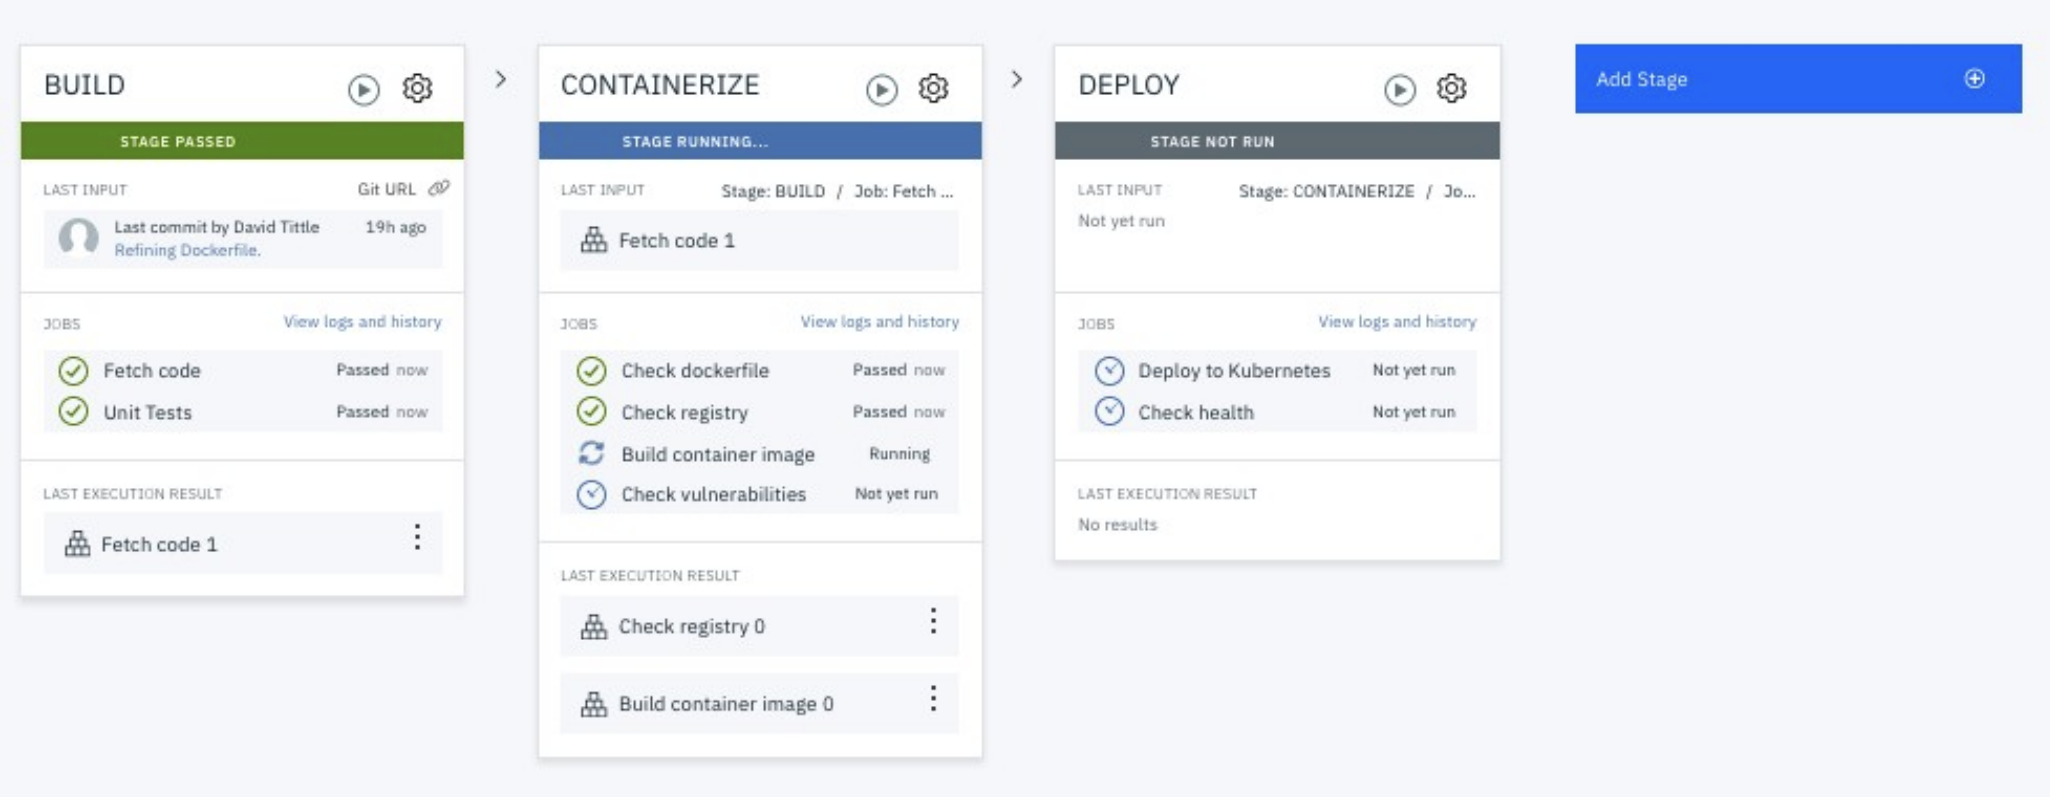 BUILD
STAGE PASSED
LAST INPUT Git URL
Last commit by David Tittle 19h ago
Refining Dockerfile.
JOBS View logs and history
Fetch code Passed now
Unit Tests Passed now
LAST EXECUTION RESULT
Fetch code 1
CONTAINERIZE
STAGE RUNNING...
LAST INPUT Stage: BUILD / Job: Fetch ...
Fetch code 1
JOBS View logs and history
Check dockerfile Passed now
Check registry Passed now
Build container image Running
Check vulnerabilities Not yet run
LAST EXECUTION RESULT
Check registry 0
Build container image 0
DEPLOY
STAGE NOT RUN
LAST INPUT Stage: CONTAINERIZE / Jo...
Not yet run
JOBS View logs and history
Deploy to Kubernetes Not yet run
Check health Not yet run
LAST EXECUTION RESULT
No results
Add Stage